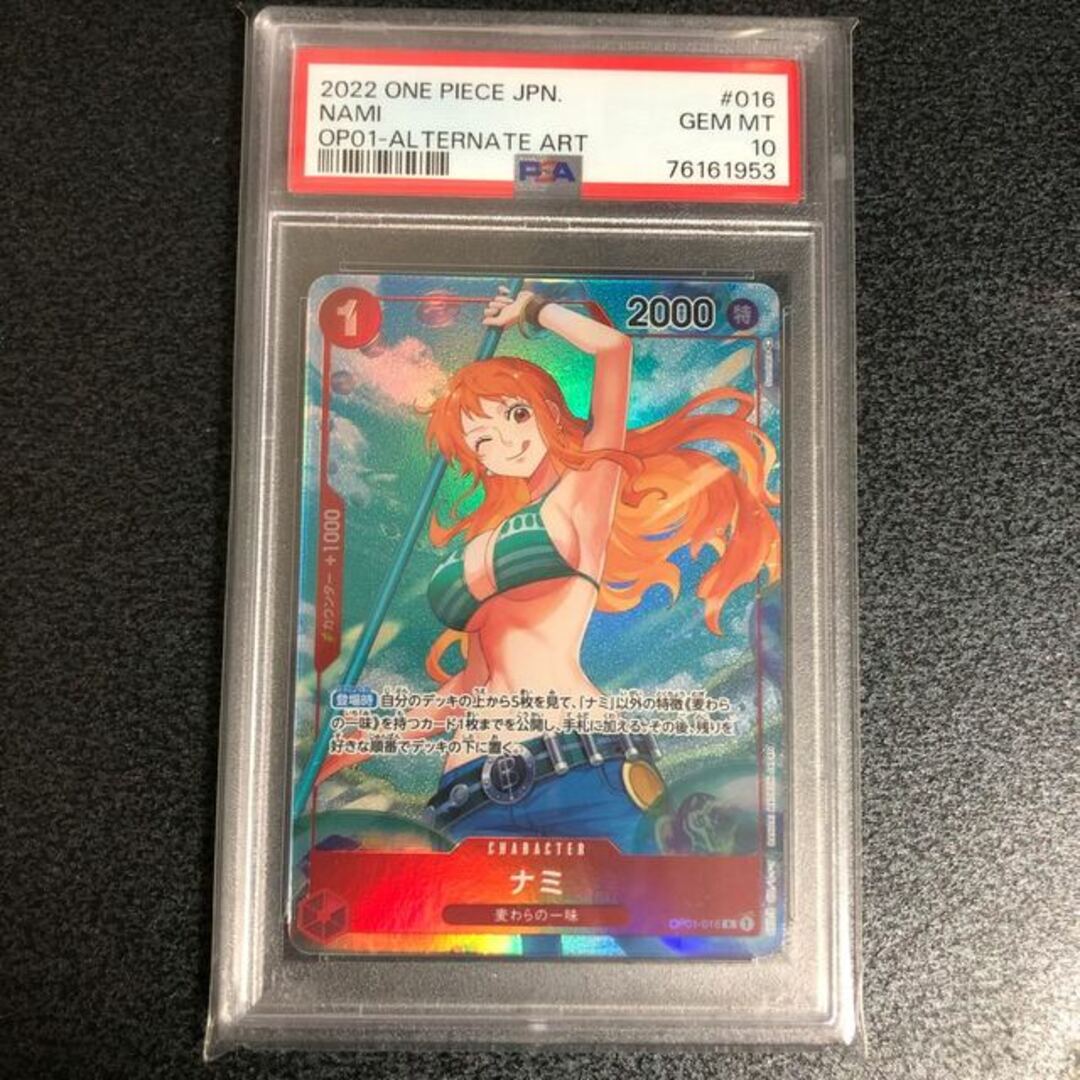 2022 ONE PIECE JPN. #016
NAMI GEM MT
OP01-ALTERNATE ART 10
PSA 76161953
1
2000 特
カウンター +1000
登場時 自分のデッキの上から5枚を見て、「ナミ」以外の特徴《麦わら
の一味》を持つカード1枚までを公開し、手札に加える。その後、残りを
好きな順番でデッキの下に置く。
CHARACTER
ナミ
麦わらの一味
OP01-016 R 1